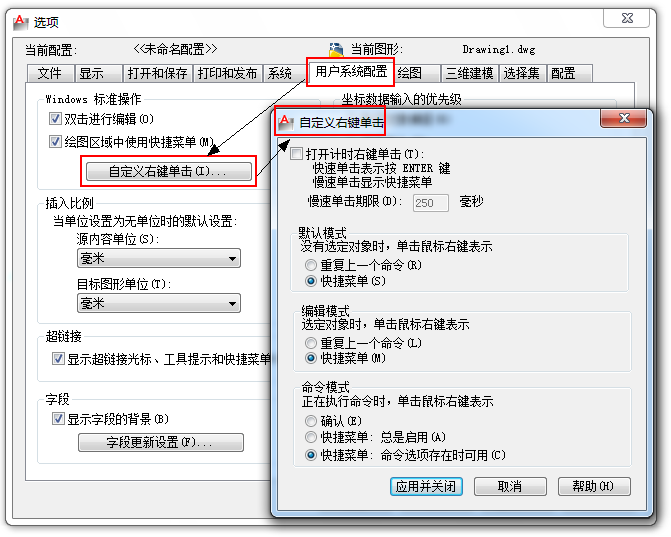 选项
当前配置: <<未命名配置>> 当前图形: Drawing1.dwg
文件 显示 打开和保存 打印和发布 系统 用户系统配置 绘图 三维建模 选择集 配置
Windows 标准操作
双击进行编辑(O)
绘图区域中使用快捷菜单(M)
自定义右键单击(I)...
插入比例
当单位设置为无单位时的默认设置:
源内容单位(S):
毫米
目标图形单位(T):
毫米
超链接
显示超链接光标、工具提示和快捷菜单
字段
显示字段的背景(B)
字段更新设置(F)...
坐标数据输入的优先级
自定义右键单击
打开计时右键单击(T):
快速单击表示按 ENTER 键
慢速单击显示快捷菜单
慢速单击期限(D): 250 毫秒
默认模式
没有选定对象时，单击鼠标右键表示
重复上一个命令(R)
快捷菜单(S)
编辑模式
选定对象时，单击鼠标右键表示
重复上一个命令(L)
快捷菜单(M)
命令模式
正在执行命令时，单击鼠标右键表示
确认(E)
快捷菜单: 总是启用(A)
快捷菜单: 命令选项存在时可用(C)
应用并关闭 取消 帮助(H)